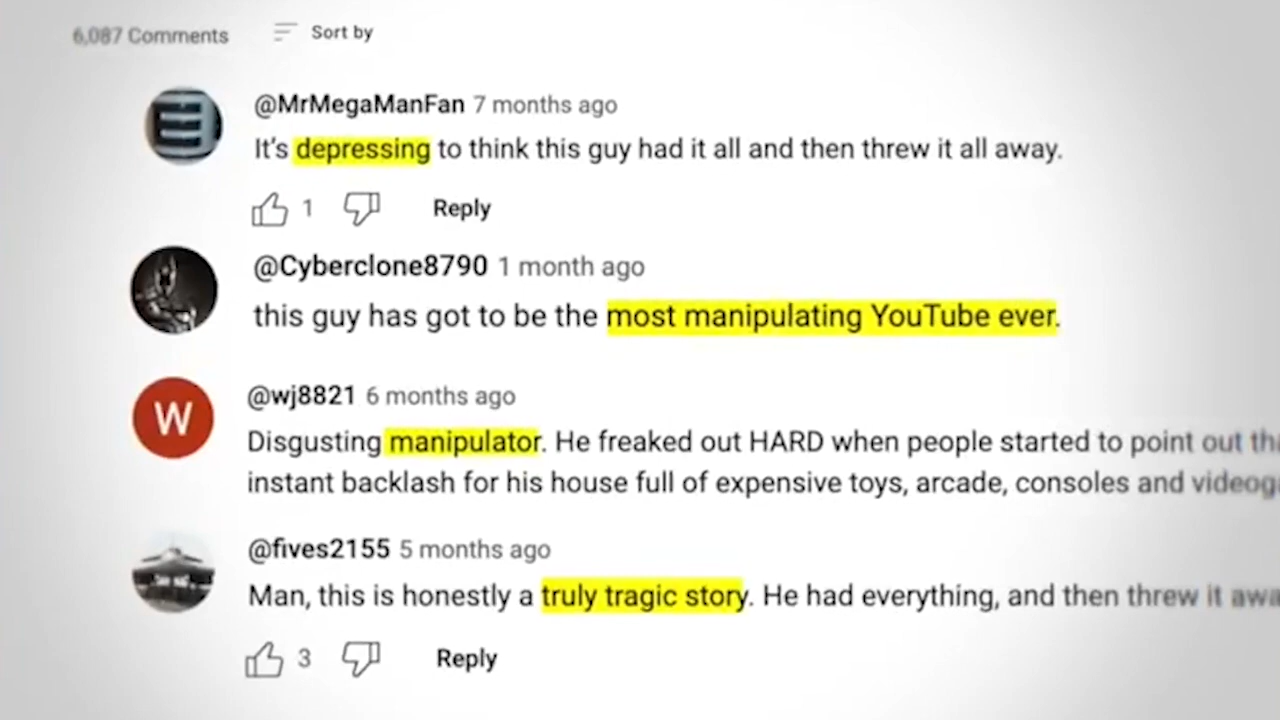 6,087 Comments Sort by
@MrMegaManFan 7 months ago
It's depressing to think this guy had it all and then threw it all away.
1 Reply
@Cyberclone8790 1 month ago
this guy has got to be the most manipulating YouTube ever.
W
@wj8821 6 months ago
Disgusting manipulator. He freaked out HARD when people started to point out
instant backlash for his house full of expensive toys, arcade, consoles and
@fives2155 5 months ago
Man, this is honestly a truly tragic story. He had everything, and then threw it
3 Reply